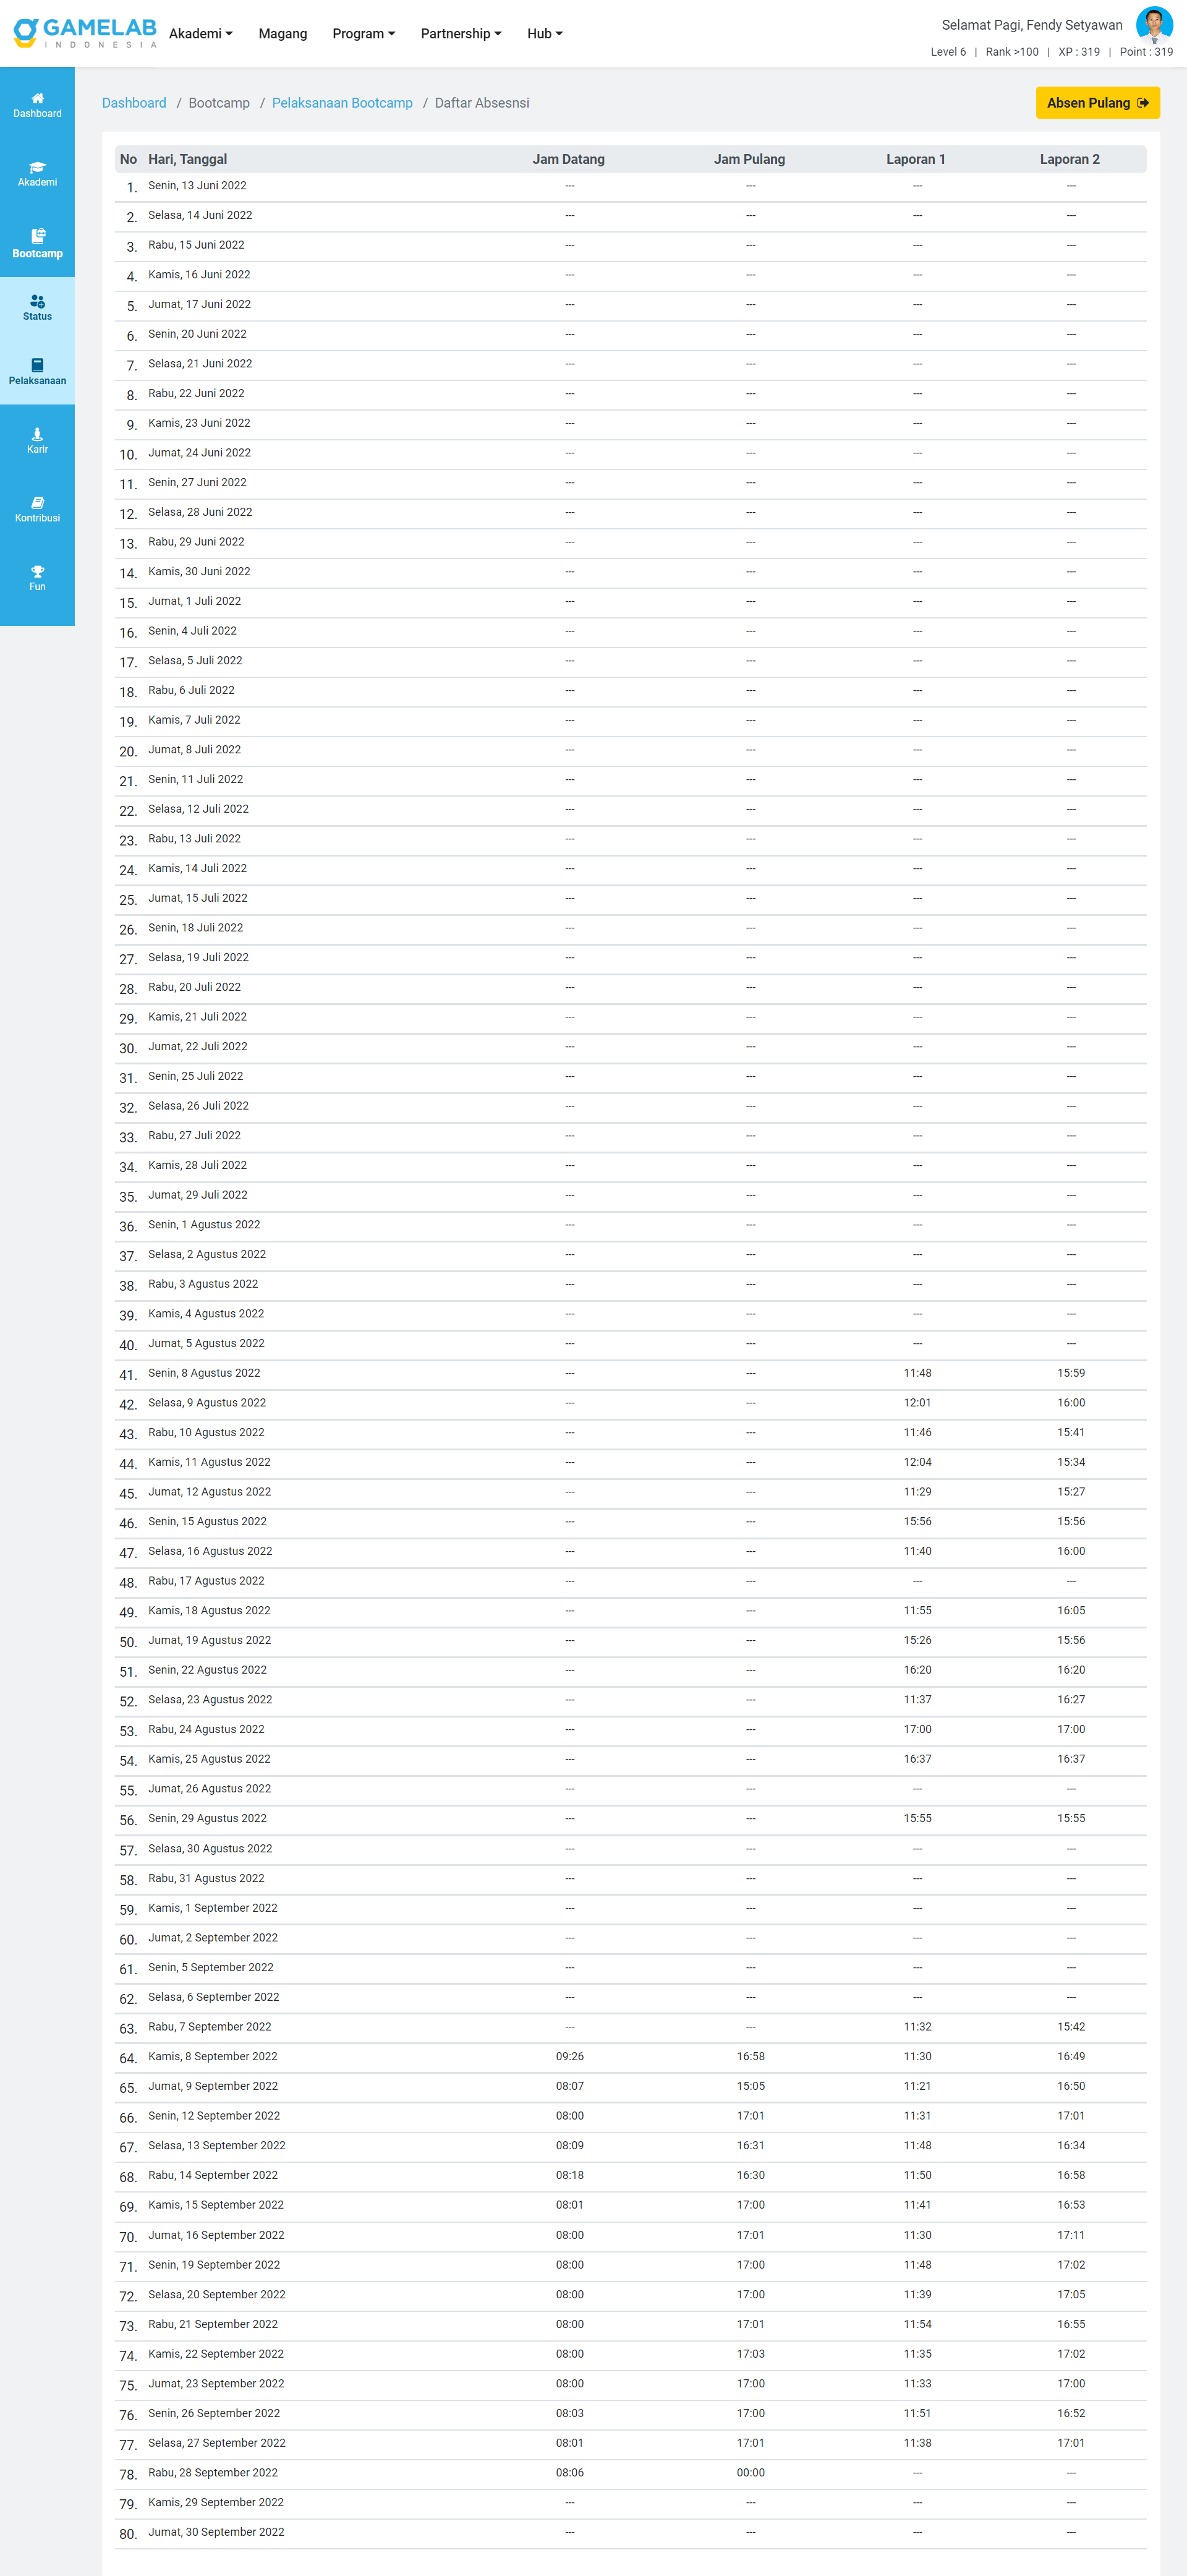 GAMELAB
INDONESIA
Akademi Magang Program Partnership Hub
Selamat Pagi, Fendy Setyawan
Level 6 | Rank >100 | XP : 319 | Point : 319
Dashboard
Akademi
Bootcamp
Status
Pelaksanaan
Karir
Kontribusi
Fun
Dashboard / Bootcamp / Pelaksanaan Bootcamp / Daftar Absesnsi
Absen Pulang
No Hari, Tanggal Jam Datang Jam Pulang Laporan 1 Laporan 2
1. Senin, 13 Juni 2022 --- --- --- ---
2. Selasa, 14 Juni 2022 --- --- --- ---
3. Rabu, 15 Juni 2022 --- --- --- ---
4. Kamis, 16 Juni 2022 --- --- --- ---
5. Jumat, 17 Juni 2022 --- --- --- ---
6. Senin, 20 Juni 2022 --- --- --- ---
7. Selasa, 21 Juni 2022 --- --- --- ---
8. Rabu, 22 Juni 2022 --- --- --- ---
9. Kamis, 23 Juni 2022 --- --- --- ---
10. Jumat, 24 Juni 2022 --- --- --- ---
11. Senin, 27 Juni 2022 --- --- --- ---
12. Selasa, 28 Juni 2022 --- --- --- ---
13. Rabu, 29 Juni 2022 --- --- --- ---
14. Kamis, 30 Juni 2022 --- --- --- ---
15. Jumat, 1 Juli 2022 --- --- --- ---
16. Senin, 4 Juli 2022 --- --- --- ---
17. Selasa, 5 Juli 2022 --- --- --- ---
18. Rabu, 6 Juli 2022 --- --- --- ---
19. Kamis, 7 Juli 2022 --- --- --- ---
20. Jumat, 8 Juli 2022 --- --- --- ---
21. Senin, 11 Juli 2022 --- --- --- ---
22. Selasa, 12 Juli 2022 --- --- --- ---
23. Rabu, 13 Juli 2022 --- --- --- ---
24. Kamis, 14 Juli 2022 --- --- --- ---
25. Jumat, 15 Juli 2022 --- --- --- ---
26. Senin, 18 Juli 2022 --- --- --- ---
27. Selasa, 19 Juli 2022 --- --- --- ---
28. Rabu, 20 Juli 2022 --- --- --- ---
29. Kamis, 21 Juli 2022 --- --- --- ---
30. Jumat, 22 Juli 2022 --- --- --- ---
31. Senin, 25 Juli 2022 --- --- --- ---
32. Selasa, 26 Juli 2022 --- --- --- ---
33. Rabu, 27 Juli 2022 --- --- --- ---
34. Kamis, 28 Juli 2022 --- --- --- ---
35. Jumat, 29 Juli 2022 --- --- --- ---
36. Senin, 1 Agustus 2022 --- --- --- ---
37. Selasa, 2 Agustus 2022 --- --- --- ---
38. Rabu, 3 Agustus 2022 --- --- --- ---
39. Kamis, 4 Agustus 2022 --- --- --- ---
40. Jumat, 5 Agustus 2022 --- --- --- ---
41. Senin, 8 Agustus 2022 --- --- 11:48 15:59
42. Selasa, 9 Agustus 2022 --- --- 12:01 16:00
43. Rabu, 10 Agustus 2022 --- --- 11:46 15:41
44. Kamis, 11 Agustus 2022 --- --- 12:04 15:34
45. Jumat, 12 Agustus 2022 --- --- 11:29 15:27
46. Senin, 15 Agustus 2022 --- --- 15:56 15:56
47. Selasa, 16 Agustus 2022 --- --- 11:40 16:00
48. Rabu, 17 Agustus 2022 --- --- --- ---
49. Kamis, 18 Agustus 2022 --- --- 11:55 16:05
50. Jumat, 19 Agustus 2022 --- --- 15:26 15:56
51. Senin, 22 Agustus 2022 --- --- 16:20 16:20
52. Selasa, 23 Agustus 2022 --- --- 11:37 16:27
53. Rabu, 24 Agustus 2022 --- --- 17:00 17:00
54. Kamis, 25 Agustus 2022 --- --- 16:37 16:37
55. Jumat, 26 Agustus 2022 --- --- --- ---
56. Senin, 29 Agustus 2022 --- --- 15:55 15:55
57. Selasa, 30 Agustus 2022 --- --- --- ---
58. Rabu, 31 Agustus 2022 --- --- --- ---
59. Kamis, 1 September 2022 --- --- --- ---
60. Jumat, 2 September 2022 --- --- --- ---
61. Senin, 5 September 2022 --- --- --- ---
62. Selasa, 6 September 2022 --- --- --- ---
63. Rabu, 7 September 2022 --- --- 11:32 15:42
64. Kamis, 8 September 2022 09:26 16:58 11:30 16:49
65. Jumat, 9 September 2022 08:07 15:05 11:21 16:50
66. Senin, 12 September 2022 08:00 17:01 11:31 17:01
67. Selasa, 13 September 2022 08:09 16:31 11:48 16:34
68. Rabu, 14 September 2022 08:18 16:30 11:50 16:58
69. Kamis, 15 September 2022 08:01 17:00 11:41 16:53
70. Jumat, 16 September 2022 08:00 17:01 11:30 17:11
71. Senin, 19 September 2022 08:00 17:00 11:48 17:02
72. Selasa, 20 September 2022 08:00 17:00 11:39 17:05
73. Rabu, 21 September 2022 08:00 17:01 11:54 16:55
74. Kamis, 22 September 2022 08:00 17:03 11:35 17:02
75. Jumat, 23 September 2022 08:00 17:00 11:33 17:00
76. Senin, 26 September 2022 08:03 17:00 11:51 16:52
77. Selasa, 27 September 2022 08:01 17:01 11:38 17:01
78. Rabu, 28 September 2022 08:06 00:00 --- ---
79. Kamis, 29 September 2022 --- --- --- ---
80. Jumat, 30 September 2022 --- --- --- ---